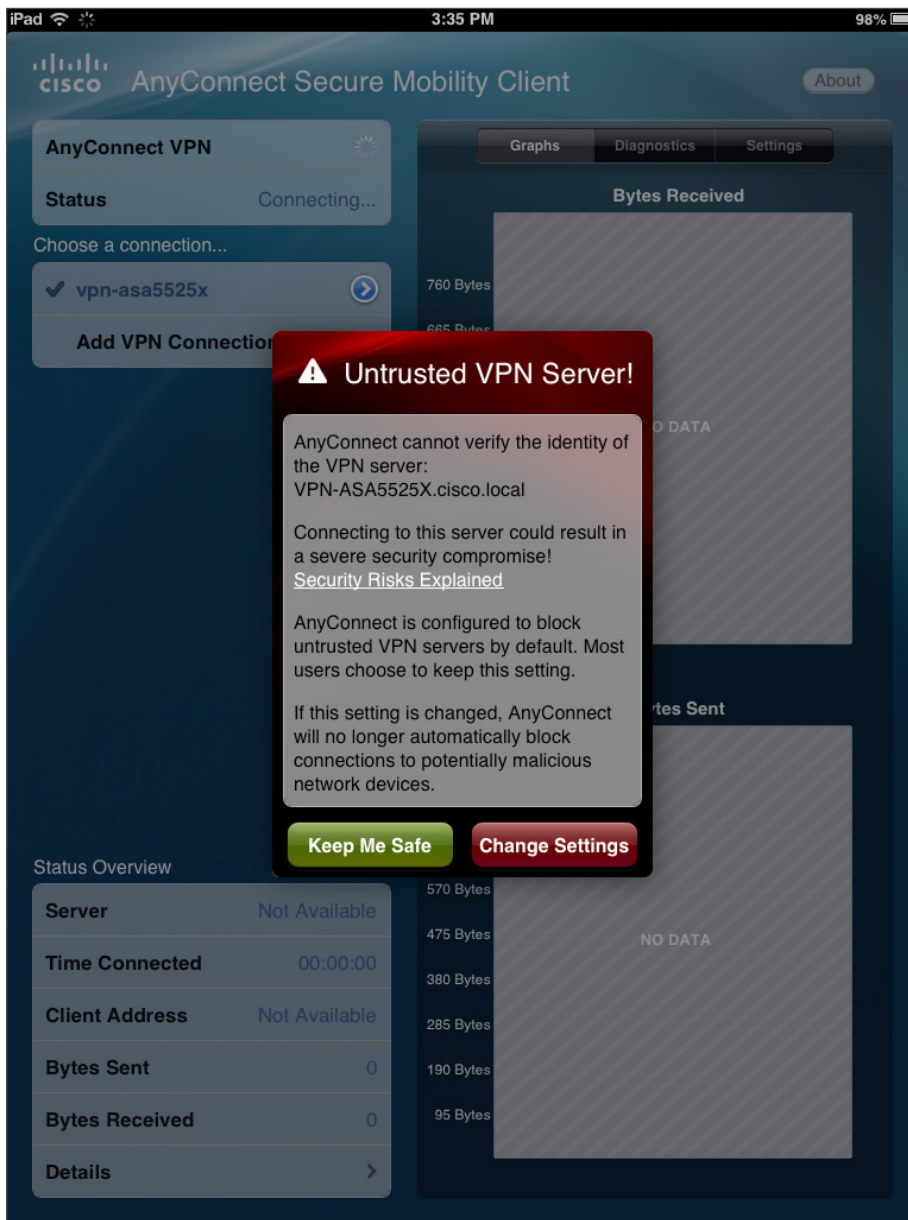 iPad 3:35 PM 98%
CISCO AnyConnect Secure Mobility Client About
AnyConnect VPN
Status Connecting...
Choose a connection...
vpn-asa5525x
Add VPN Connection
Graphs Diagnostics Settings
Bytes Received
760 Bytes
665 Bytes
NO DATA
Untrusted VPN Server!
AnyConnect cannot verify the identity of
the VPN server:
VPN-ASA5525X.cisco.local
Connecting to this server could result in
a severe security compromise!
Security Risks Explained
AnyConnect is configured to block
untrusted VPN servers by default. Most
users choose to keep this setting.
If this setting is changed, AnyConnect
will no longer automatically block
connections to potentially malicious
network devices.
Keep Me Safe Change Settings
Bytes Sent
570 Bytes
475 Bytes
NO DATA
380 Bytes
285 Bytes
190 Bytes
95 Bytes
Status Overview
Server Not Available
Time Connected 00:00:00
Client Address Not Available
Bytes Sent 0
Bytes Received 0
Details